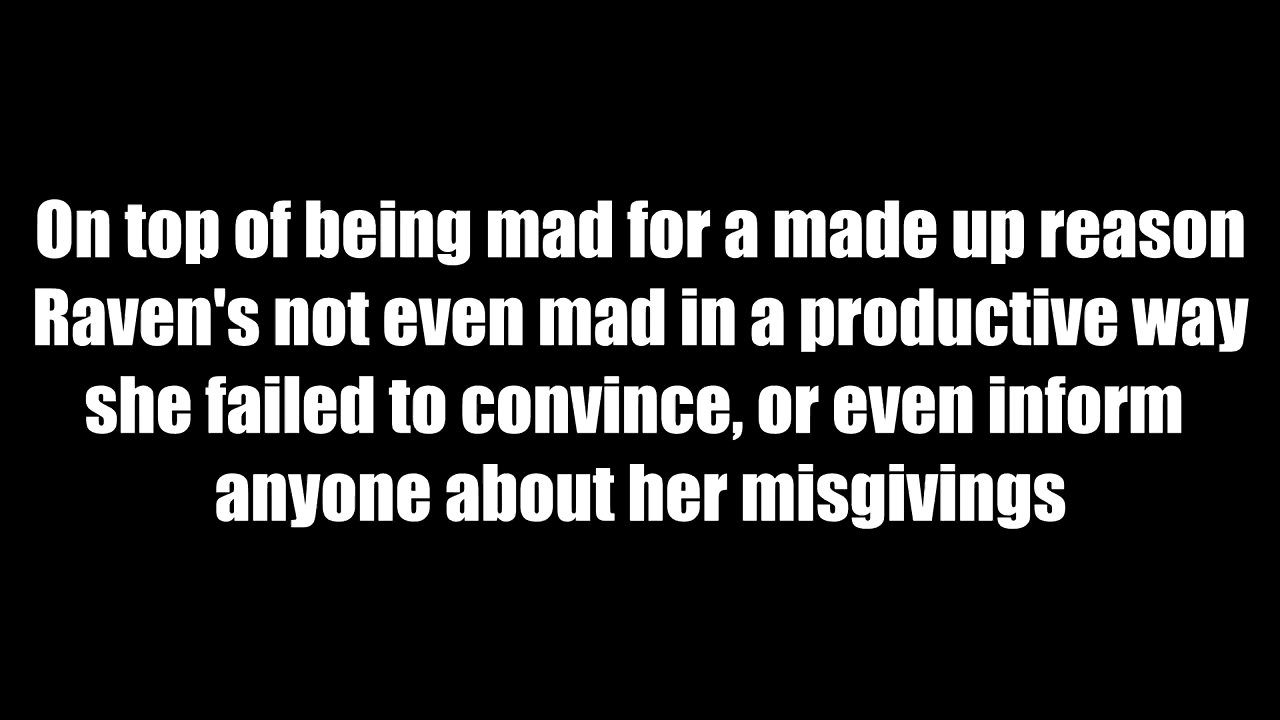 On top of being mad for a made up reason
Raven's not even mad in a productive way
she failed to convince, or even inform
anyone about her misgivings